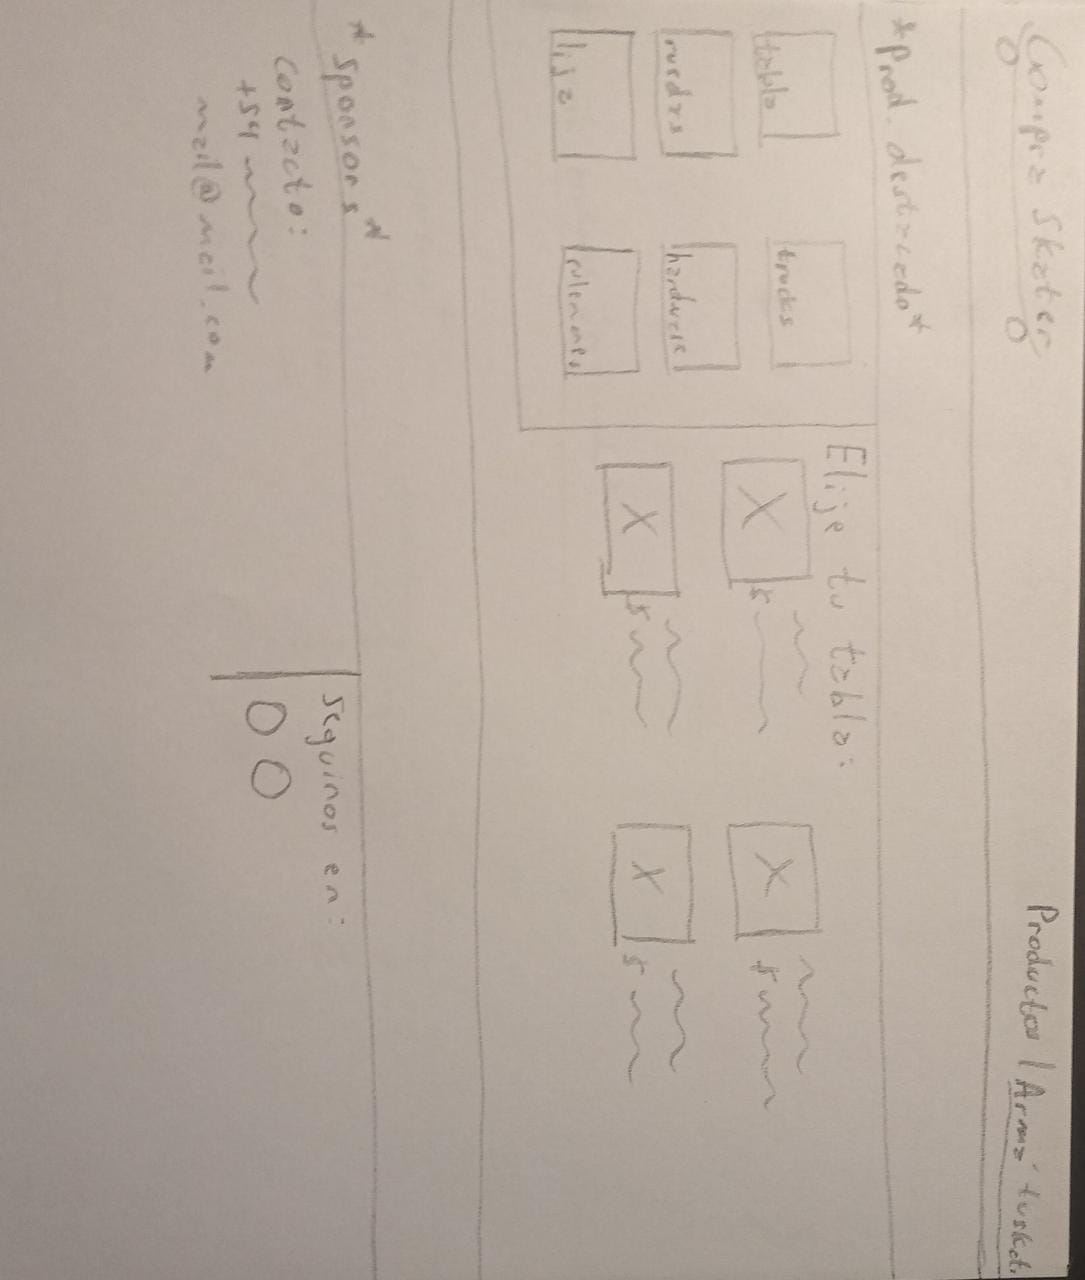 Compra Skater
Productos | Armá tu skate
*Prod. destacado*
tabla
trucks
ruedas
hardware
lija
rulemanes
Elije tu tabla:
X
$
X
$
X
$
X
$
*Sponsors*
Contacto:
+54
mail@mail.com
Seguinos en: